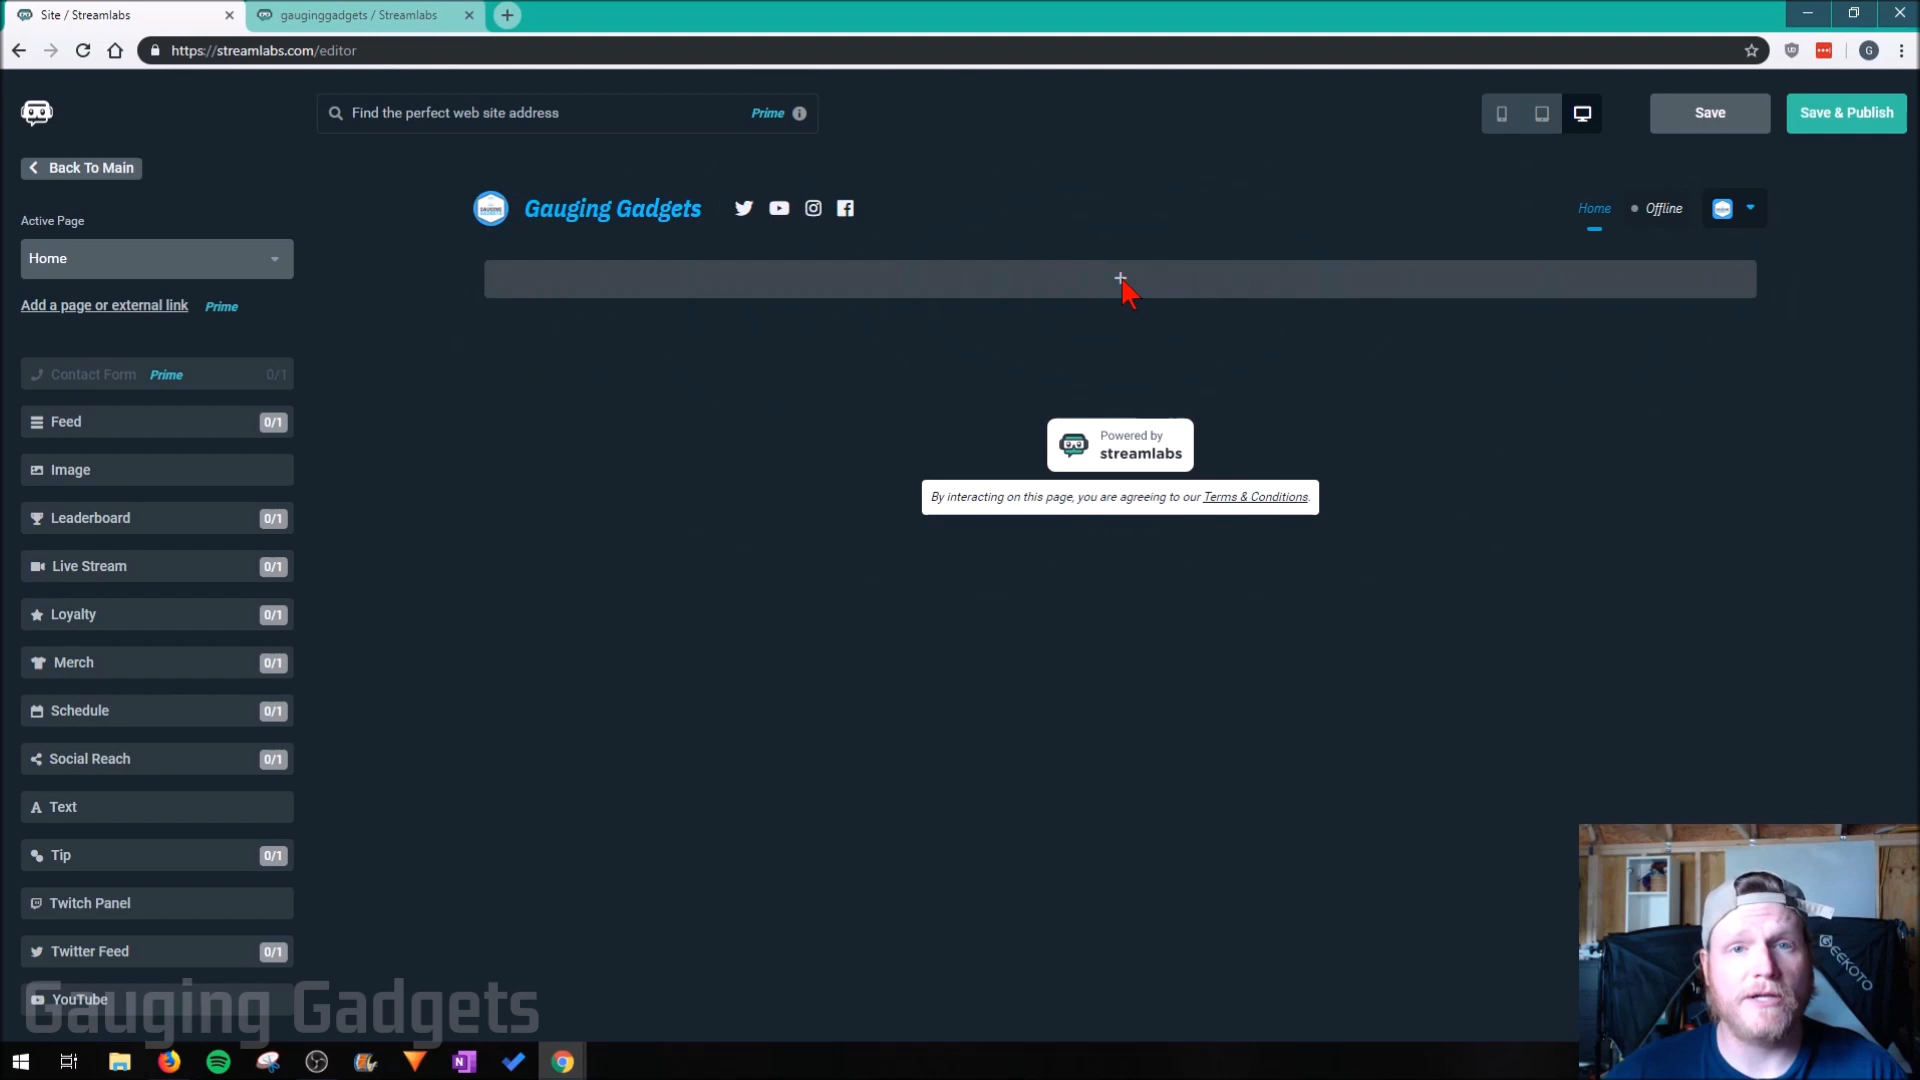 Site / Streamlabs
gauginggadgets / Streamlabs
https://streamlabs.com/editor
G
Find the perfect web site address
Prime
Save
Save & Publish
Back To Main
Gauging Gadgets
Home
Offline
Active Page
Home
Add a page or external link
Prime
Contact Form
Prime
0/1
Feed
0/1
Image
Leaderboard
0/1
Live Stream
0/1
Loyalty
0/1
Merch
0/1
Schedule
0/1
Social Reach
0/1
Text
Tip
0/1
Twitch Panel
Twitter Feed
0/1
YouTube
Powered by
streamlabs
By interacting on this page, you are agreeing to our Terms & Conditions.
GEEKOTO
Gauging Gadgets